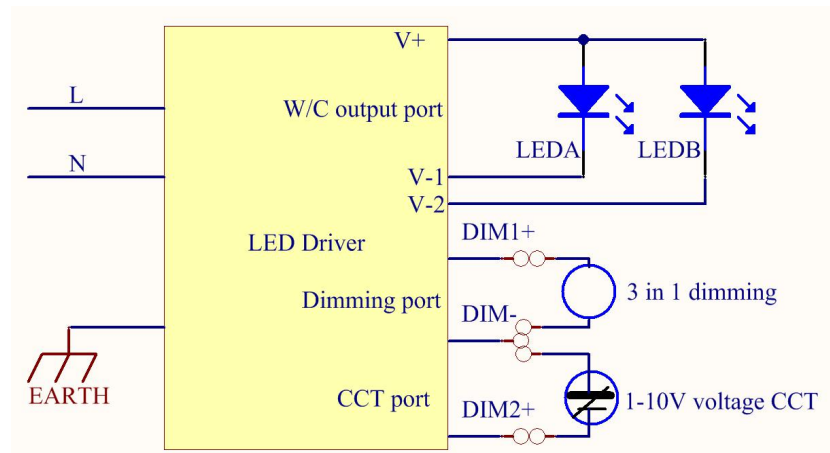 V+
L
W/C output port
LEDA
LEDB
N
V-1
V-2
DIM1+
LED Driver
Dimming port
3 in 1 dimming
DIM-
EARTH
CCT port
DIM2+
1-10V voltage CCT